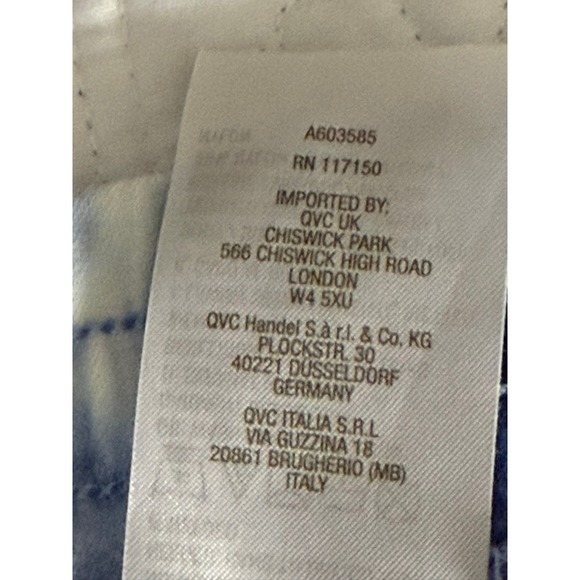 A603585
RN 117150
IMPORTED BY:
QVC UK
CHISWICK PARK
566 CHISWICK HIGH ROAD
LONDON
W4 5XU
QVC Handel S.à r.l. & Co. KG
PLOCKSTR. 30
40221 DÜSSELDORF
GERMANY
QVC ITALIA S.R.L
VIA GUZZINA 18
20861 BRUGHERIO (MB)
ITALY